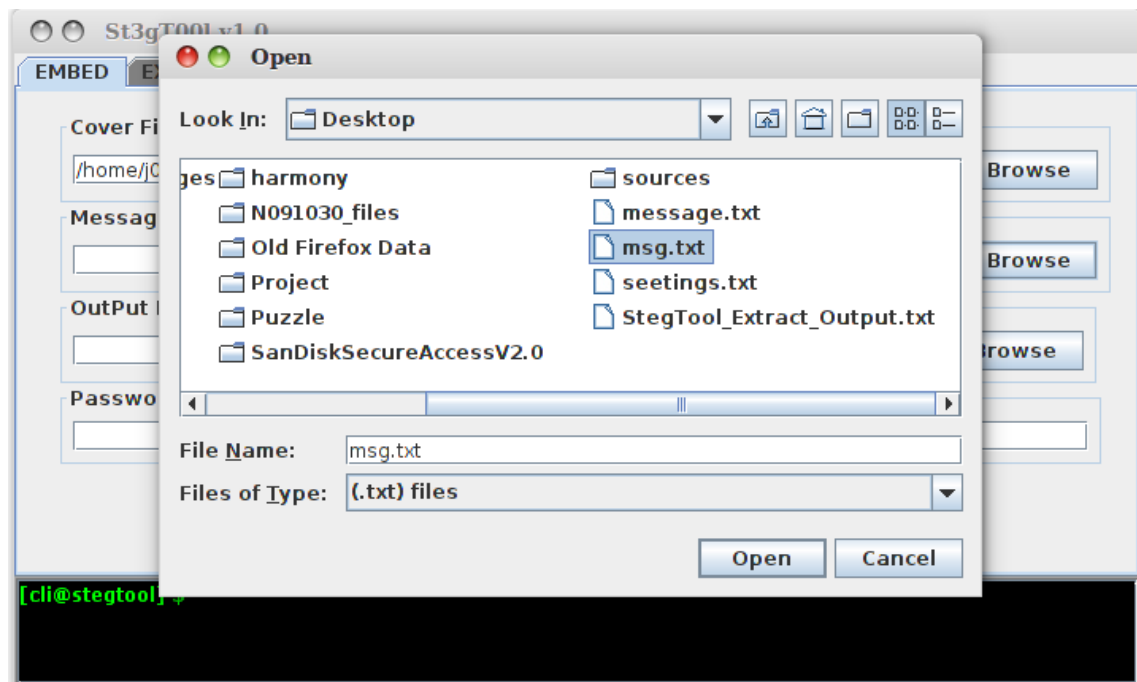 St3gT00l v1.0
Open
EMBED
Look In: Desktop
Cover Fi
/home/j0
Browse
ges harmony sources
N091030_files message.txt
Messag
Old Firefox Data msg.txt
Browse
Project seetings.txt
OutPut
Puzzle StegTool_Extract_Output.txt
SanDiskSecureAccessV2.0
Browse
Passwo
File Name: msg.txt
Files of Type: (.txt) files
Open Cancel
[cli@stegtool] $